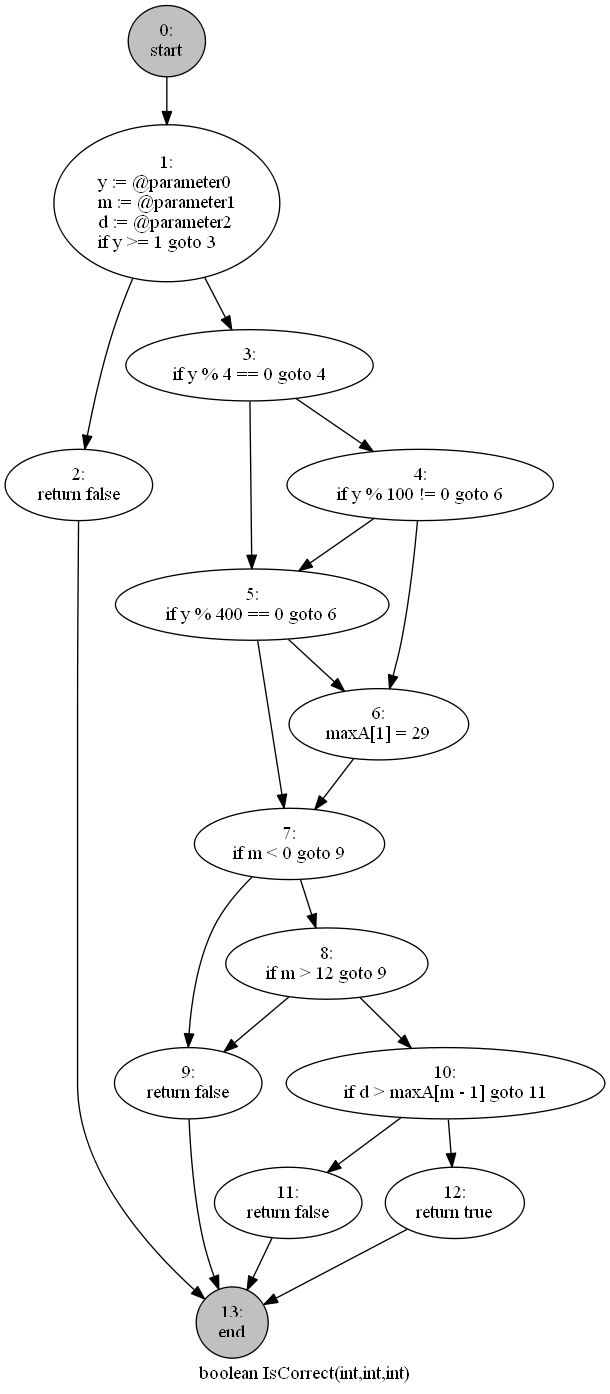 0:
start
1:
y := @parameter0
m := @parameter1
d := @parameter2
if y >= 1 goto 3
3:
if y % 4 == 0 goto 4
2:
return false
4:
if y % 100 != 0 goto 6
5:
if y % 400 == 0 goto 6
6:
maxA[1] = 29
7:
if m < 0 goto 9
8:
if m > 12 goto 9
9:
return false
10:
if d > maxA[m - 1] goto 11
11:
return false
12:
return true
13:
end
boolean IsCorrect(int,int,int)